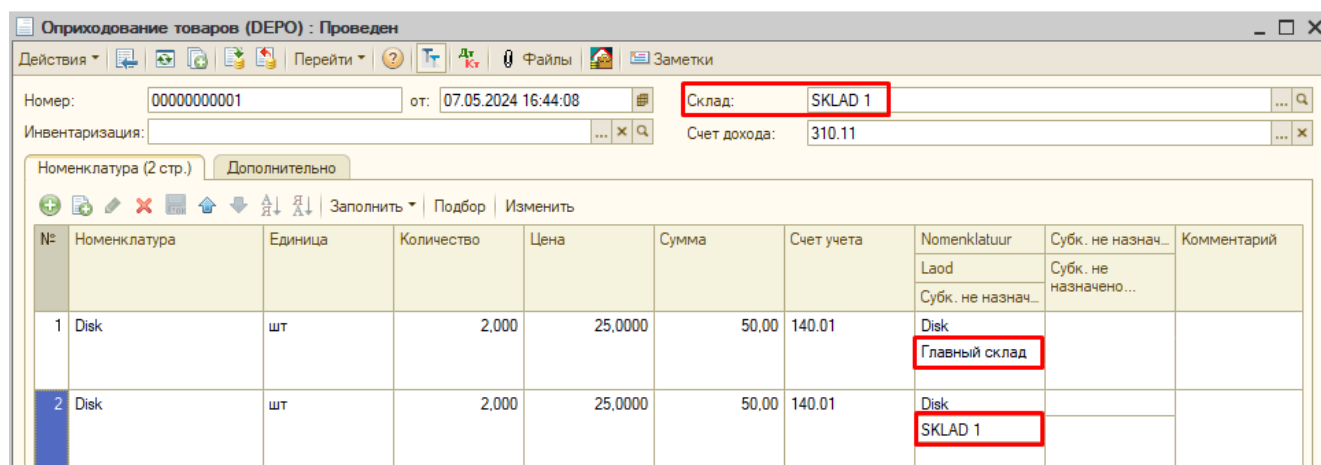 Оприходование товаров (DEPO) : Проведен
Действия Перейти ? Тт Дт Кт Файлы Заметки
Номер: 00000000001 от: 07.05.2024 16:44:08 Склад: SKLAD 1
Инвентаризация: Счет дохода: 310.11
Номенклатура (2 стр.) Дополнительно
Заполнить Подбор Изменить
№ Номенклатура Единица Количество Цена Сумма Счет учета Nomenklatuur Субк. не назнач... Комментарий
Laod Субк. не назначено...
Субк. не назнач...
1 Disk шт 2,000 25,0000 50,00 140.01 Disk
Главный склад
2 Disk шт 2,000 25,0000 50,00 140.01 Disk
SKLAD 1